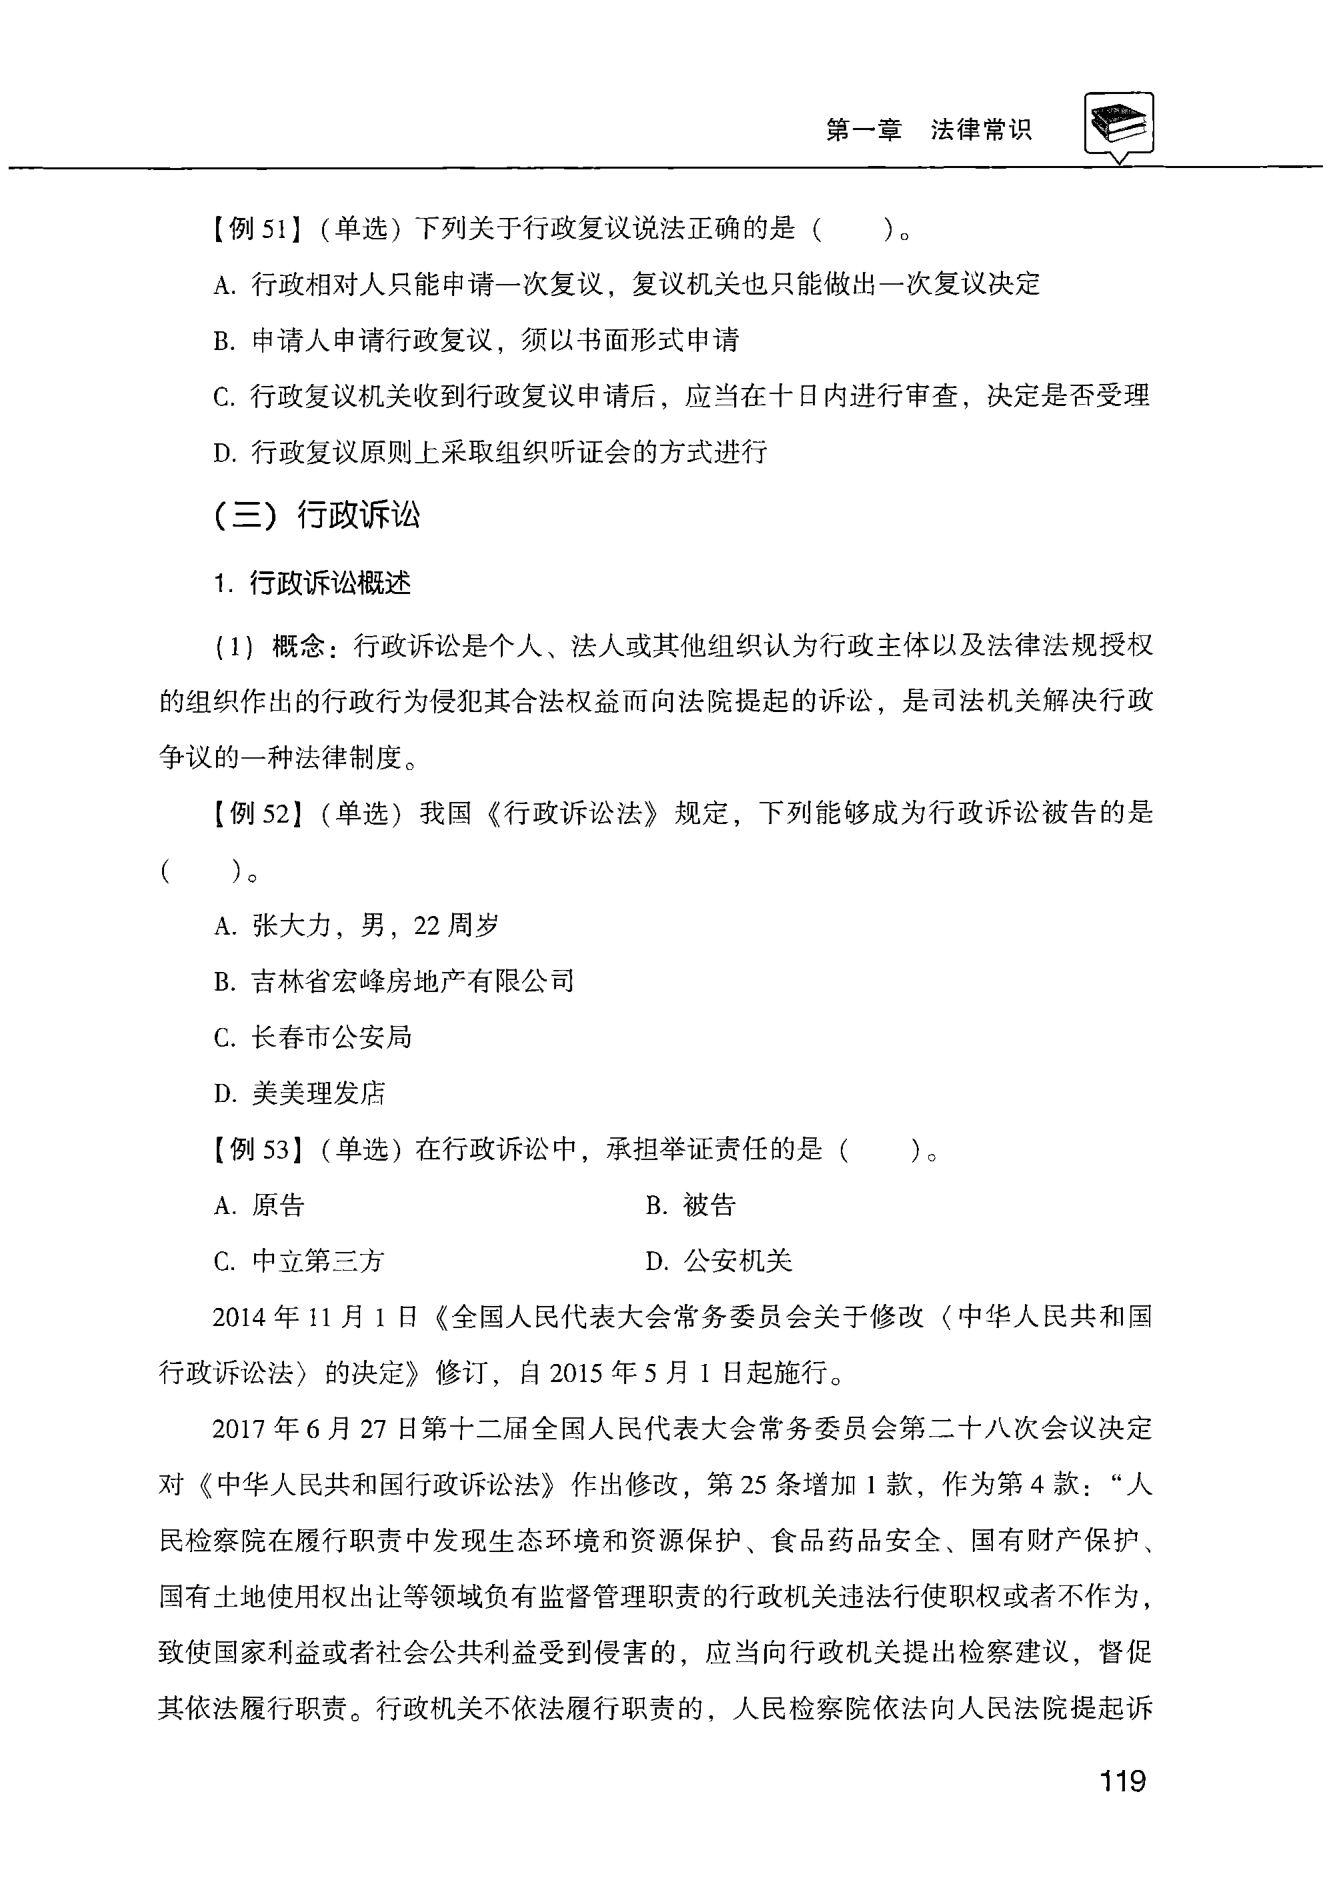 第一章 法律常识
【例 51】(单选) 下列关于行政复议说法正确的是 ( )。
A. 行政相对人只能申请一次复议，复议机关也只能做出一次复议决定
B. 申请人申请行政复议，须以书面形式申请
C. 行政复议机关收到行政复议申请后，应当在十日内进行审查，决定是否受理
D. 行政复议原则上采取组织听证会的方式进行
(三) 行政诉讼
1. 行政诉讼概述
(1) 概念：行政诉讼是个人、法人或其他组织认为行政主体以及法律法规授权
的组织作出的行政行为侵犯其合法权益而向法院提起的诉讼，是司法机关解决行政
争议的一种法律制度。
【例 52】(单选) 我国《行政诉讼法》规定，下列能够成为行政诉讼被告的是
( )。
A. 张大力，男，22 周岁
B. 吉林省宏峰房地产有限公司
C. 长春市公安局
D. 美美理发店
【例 53】(单选) 在行政诉讼中，承担举证责任的是 ( )。
A. 原告 B. 被告
C. 中立第三方 D. 公安机关
2014 年 11 月 1 日《全国人民代表大会常务委员会关于修改〈中华人民共和国
行政诉讼法〉的决定》修订，自 2015 年 5 月 1 日起施行。
2017 年 6 月 27 日第十二届全国人民代表大会常务委员会第二十八次会议决定
对《中华人民共和国行政诉讼法》作出修改，第 25 条增加 1 款，作为第 4 款：“人
民检察院在履行职责中发现生态环境和资源保护、食品药品安全、国有财产保护、
国有土地使用权出让等领域负有监督管理职责的行政机关违法行使职权或者不作为，
致使国家利益或者社会公共利益受到侵害的，应当向行政机关提出检察建议，督促
其依法履行职责。行政机关不依法履行职责的，人民检察院依法向人民法院提起诉
119